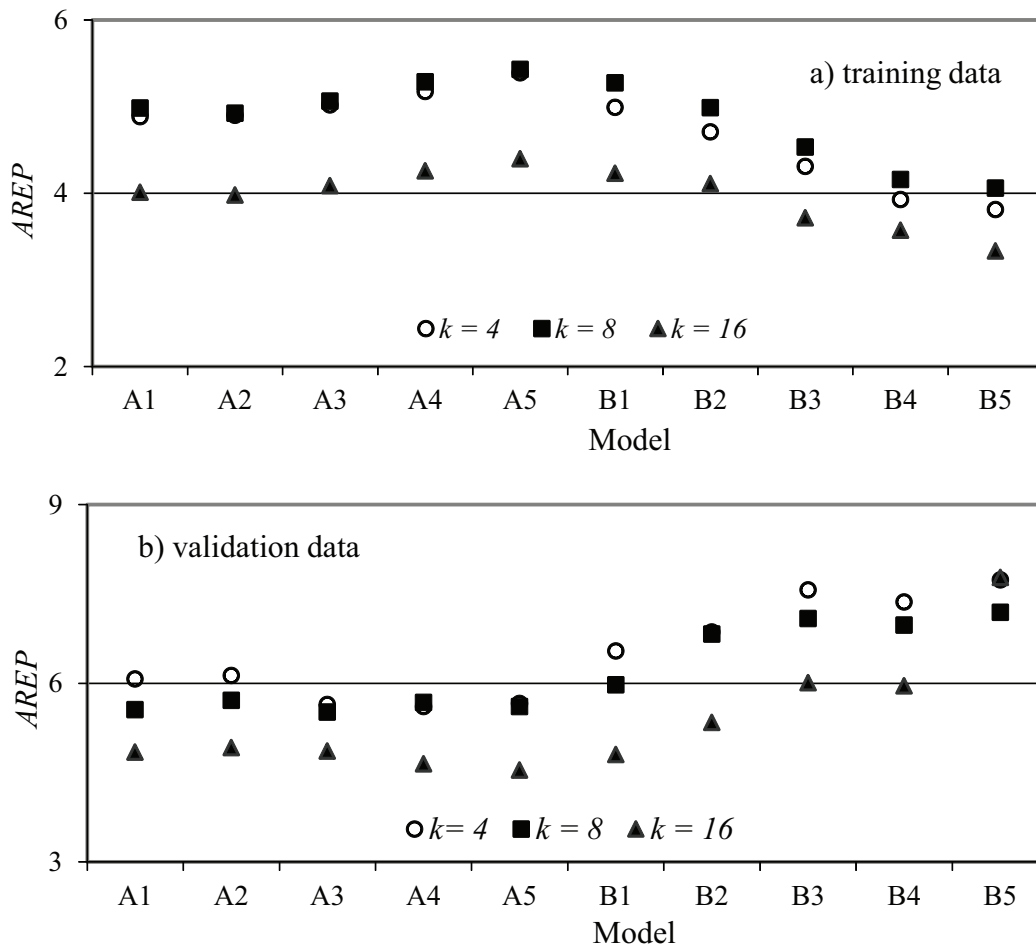 6
a) training data
AREP
4
k = 4 k = 8 k = 16
2
A1 A2 A3 A4 A5 B1 B2 B3 B4 B5
Model
9
b) validation data
AREP
6
k= 4 k = 8 k = 16
3
A1 A2 A3 A4 A5 B1 B2 B3 B4 B5
Model